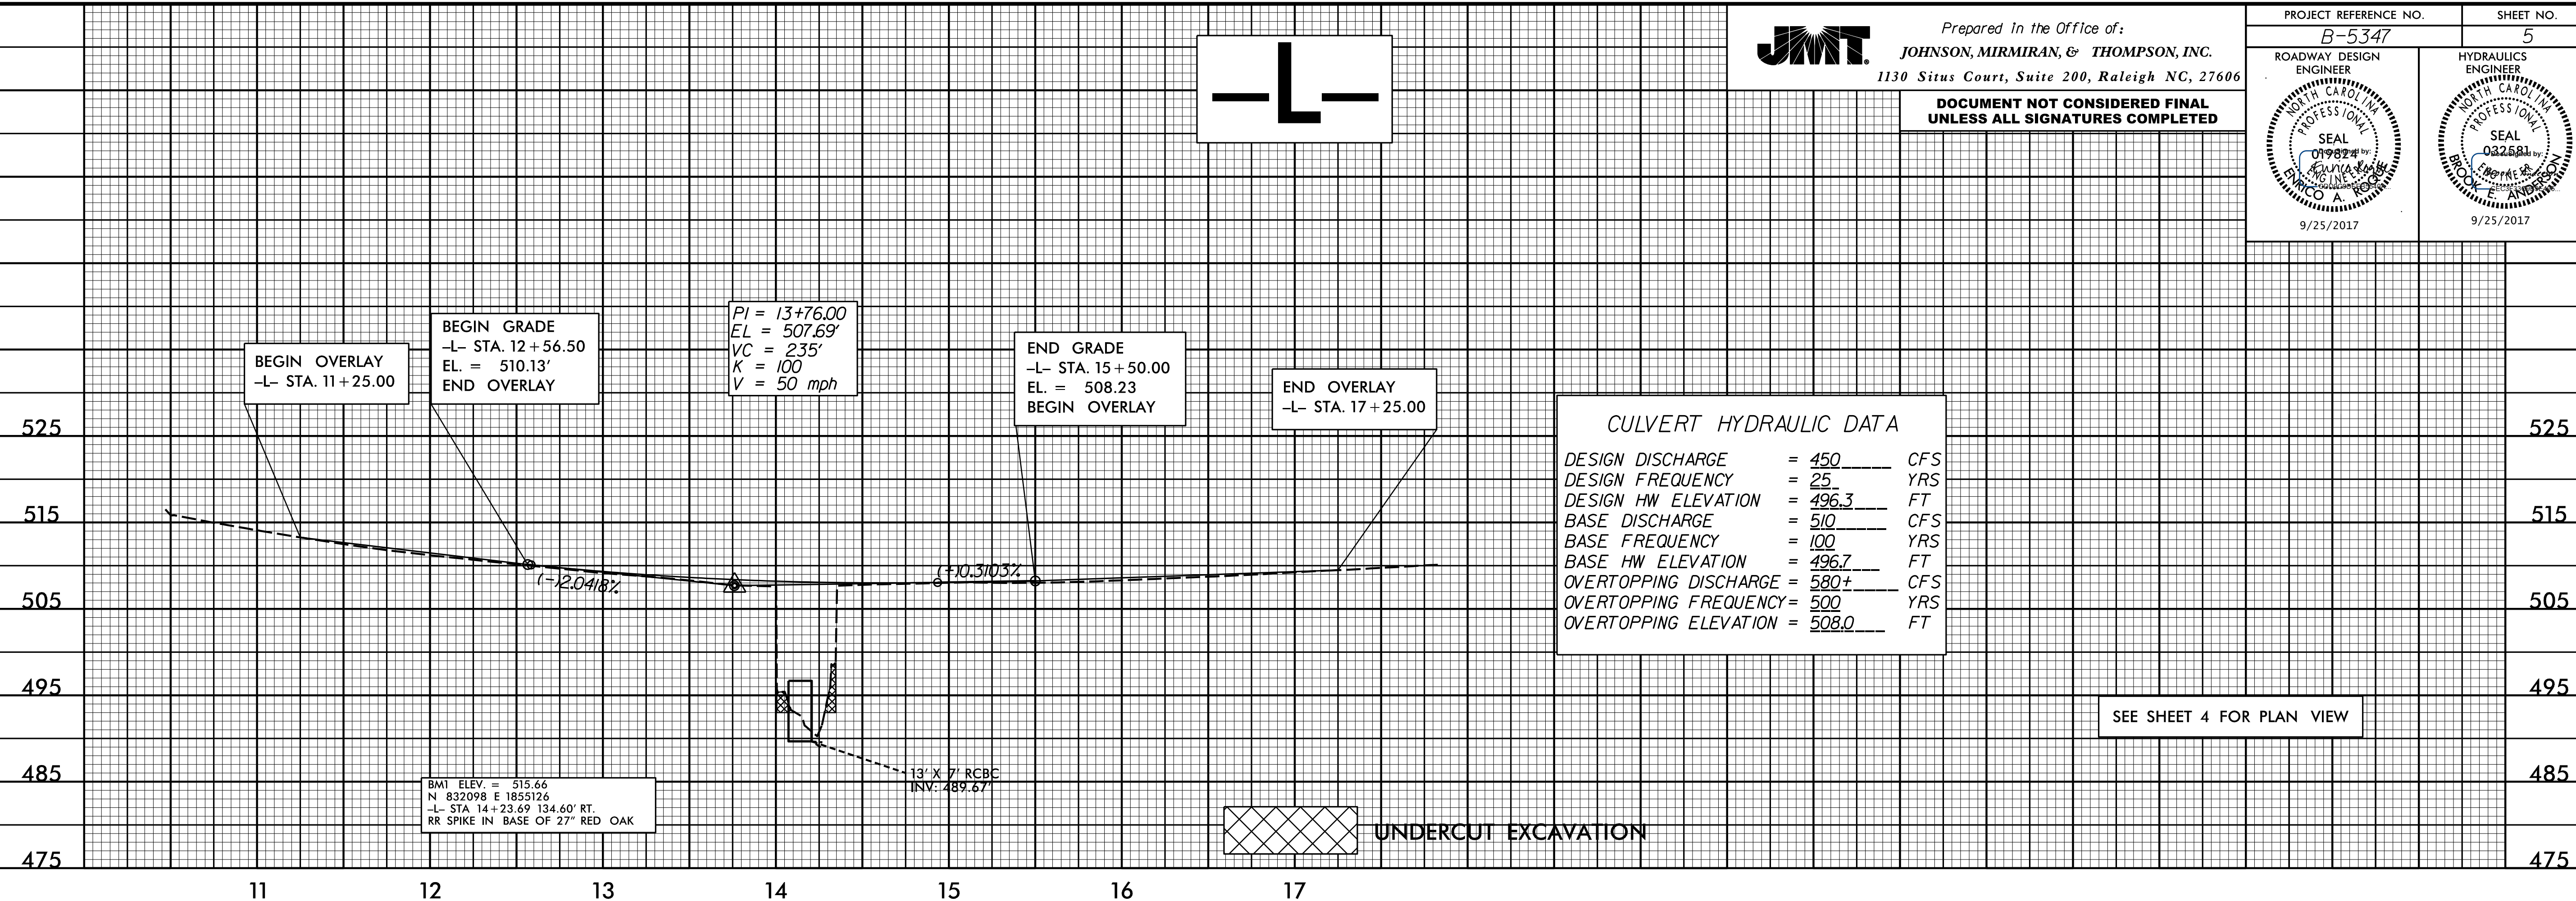 JMT
Prepared in the Office of:
JOHNSON, MIRMIRAN, & THOMPSON, INC.
1130 Situs Court, Suite 200, Raleigh NC, 27606
DOCUMENT NOT CONSIDERED FINAL
UNLESS ALL SIGNATURES COMPLETED
PROJECT REFERENCE NO.
SHEET NO.
B-5347
5
ROADWAY DESIGN
ENGINEER
HYDRAULICS
ENGINEER
NORTH CAROLINA
PROFESSIONAL
SEAL
019824
ENGINEER
ENRICO A. ROQUE
9/25/2017
NORTH CAROLINA
PROFESSIONAL
SEAL
032581
ENGINEER
BROOK E. ANDERSON
9/25/2017
–L–
BEGIN OVERLAY
–L– STA. 11+25.00
BEGIN GRADE
–L– STA. 12+56.50
EL. = 510.13'
END OVERLAY
PI = 13+76.00
EL = 507.69'
VC = 235'
K = 100
V = 50 mph
END GRADE
–L– STA. 15+50.00
EL. = 508.23
BEGIN OVERLAY
END OVERLAY
–L– STA. 17+25.00
(-)2.0418%
(+)0.3103%
CULVERT HYDRAULIC DATA
DESIGN DISCHARGE = 450 CFS
DESIGN FREQUENCY = 25 YRS
DESIGN HW ELEVATION = 496.3 FT
BASE DISCHARGE = 510 CFS
BASE FREQUENCY = 100 YRS
BASE HW ELEVATION = 496.7 FT
OVERTOPPING DISCHARGE = 580+ CFS
OVERTOPPING FREQUENCY = 500 YRS
OVERTOPPING ELEVATION = 508.0 FT
525
515
505
495
485
475
525
515
505
495
485
475
13' X 7' RCBC
INV: 489.67'
BM1 ELEV. = 515.66
N 832098 E 1855126
–L– STA 14+23.69 134.60' RT.
RR SPIKE IN BASE OF 27" RED OAK
UNDERCUT EXCAVATION
SEE SHEET 4 FOR PLAN VIEW
11 12 13 14 15 16 17